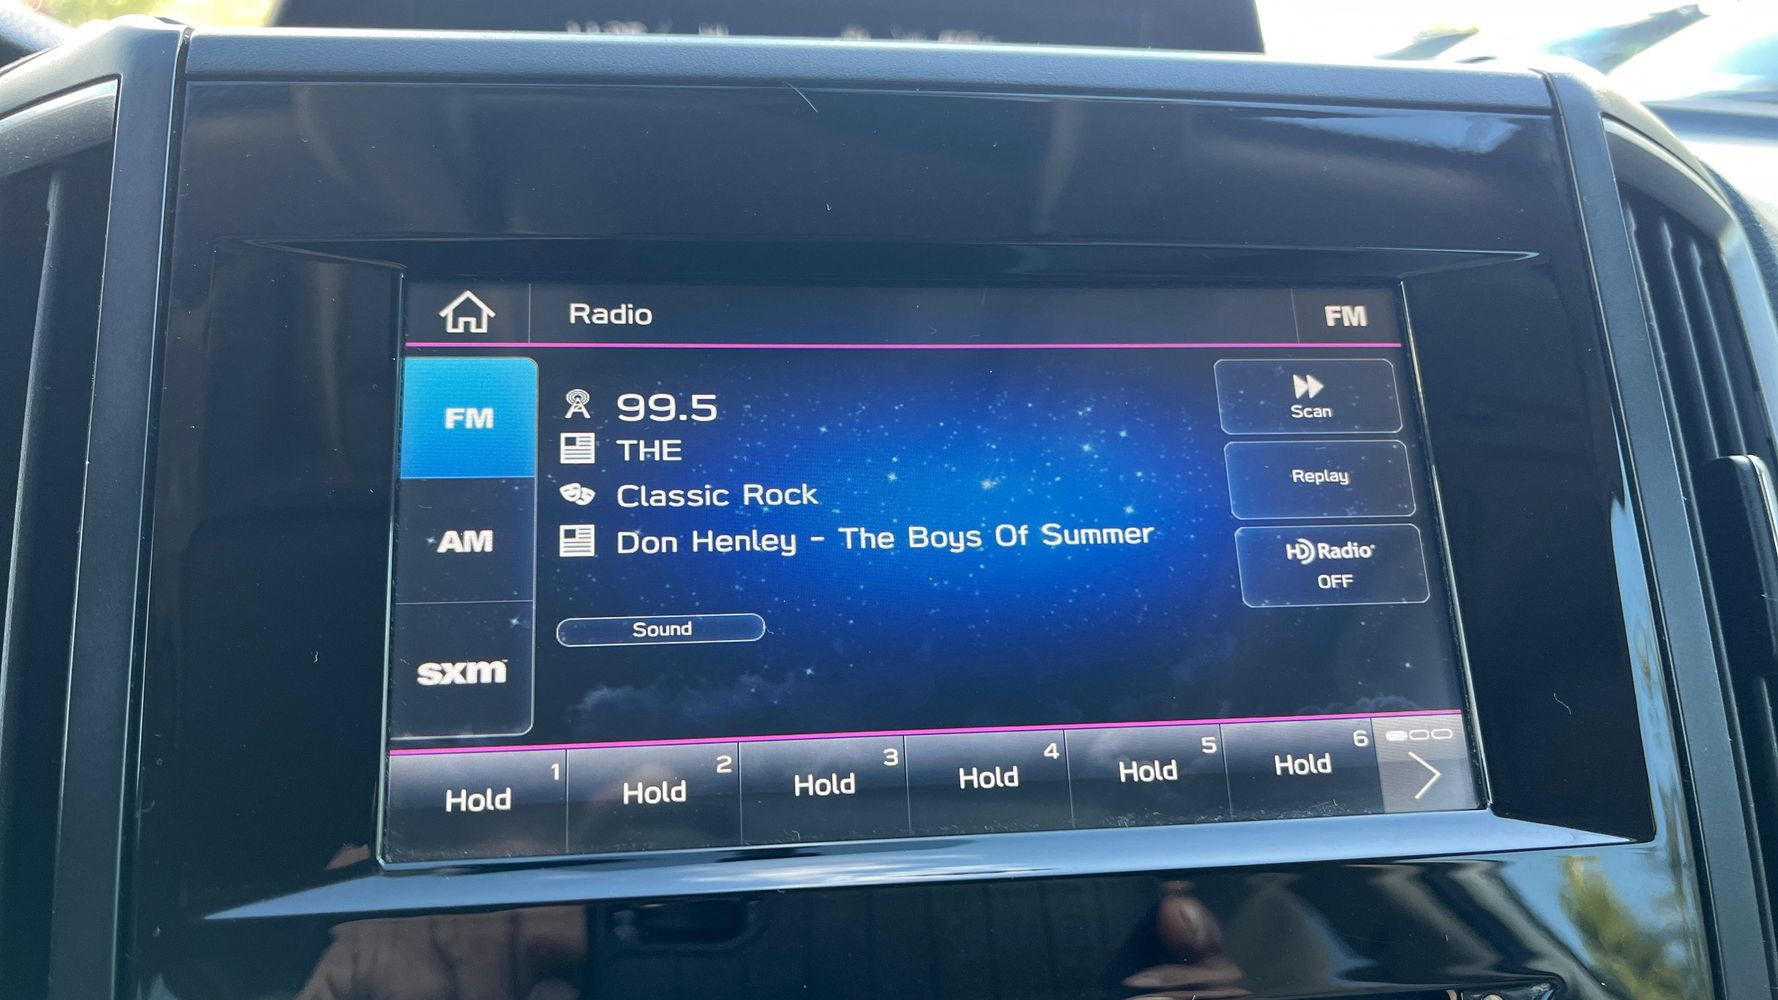 Radio
FM
FM
AM
sxm
99.5
THE
Classic Rock
Don Henley - The Boys Of Summer
Sound
Scan
Replay
HD Radio
OFF
1
Hold
2
Hold
3
Hold
4
Hold
5
Hold
6
Hold